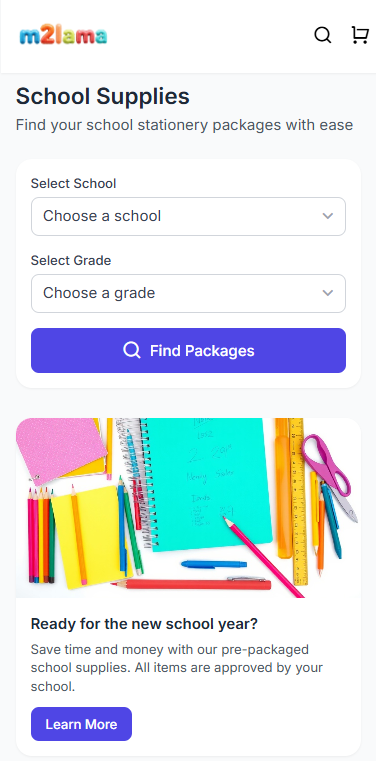 m2lama
School Supplies
Find your school stationery packages with ease
Select School
Choose a school
Select Grade
Choose a grade
Find Packages
Ready for the new school year?
Save time and money with our pre-packaged
school supplies. All items are approved by your
school.
Learn More